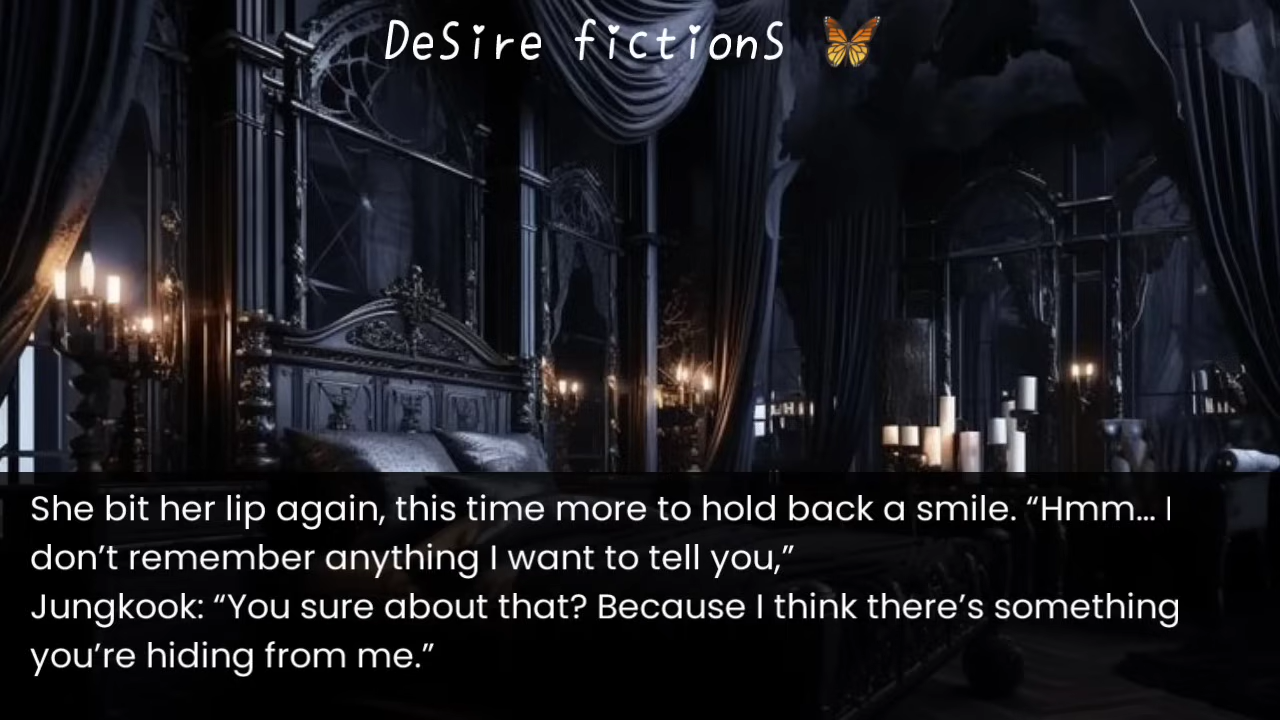 DeSire fictionS 🦋
She bit her lip again, this time more to hold back a smile. “Hmm... I
don’t remember anything I want to tell you,”
Jungkook: “You sure about that? Because I think there’s something
you’re hiding from me.”